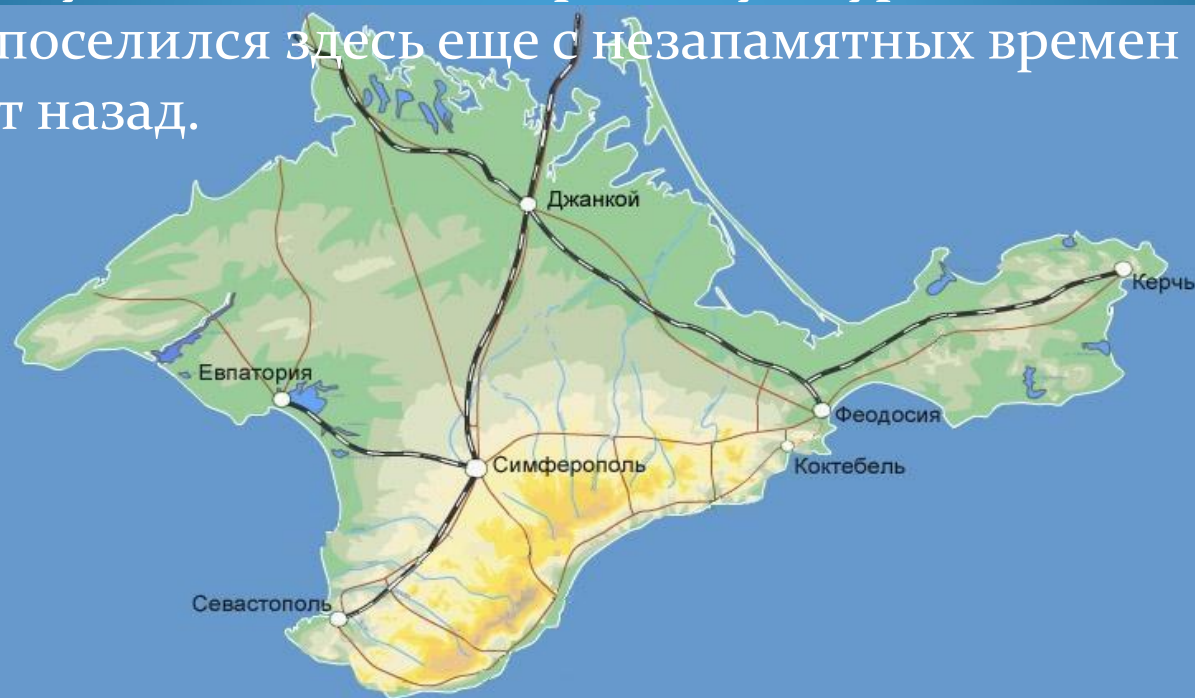 поселился здесь еще с незапамятных времен
т назад.
Джанкой
Керчь
Евпатория
Феодосия
Симферополь
Коктебель
Севастополь